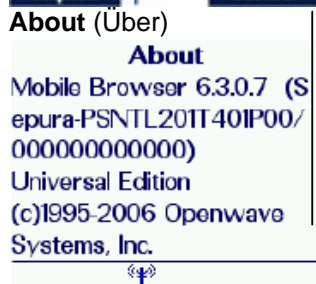 About (Über)
About
Mobile Browser 6.3.0.7 (S
epura-PSNTL201T401P00/
000000000000)
Universal Edition
(c)1995-2006 Openwave
Systems, Inc.